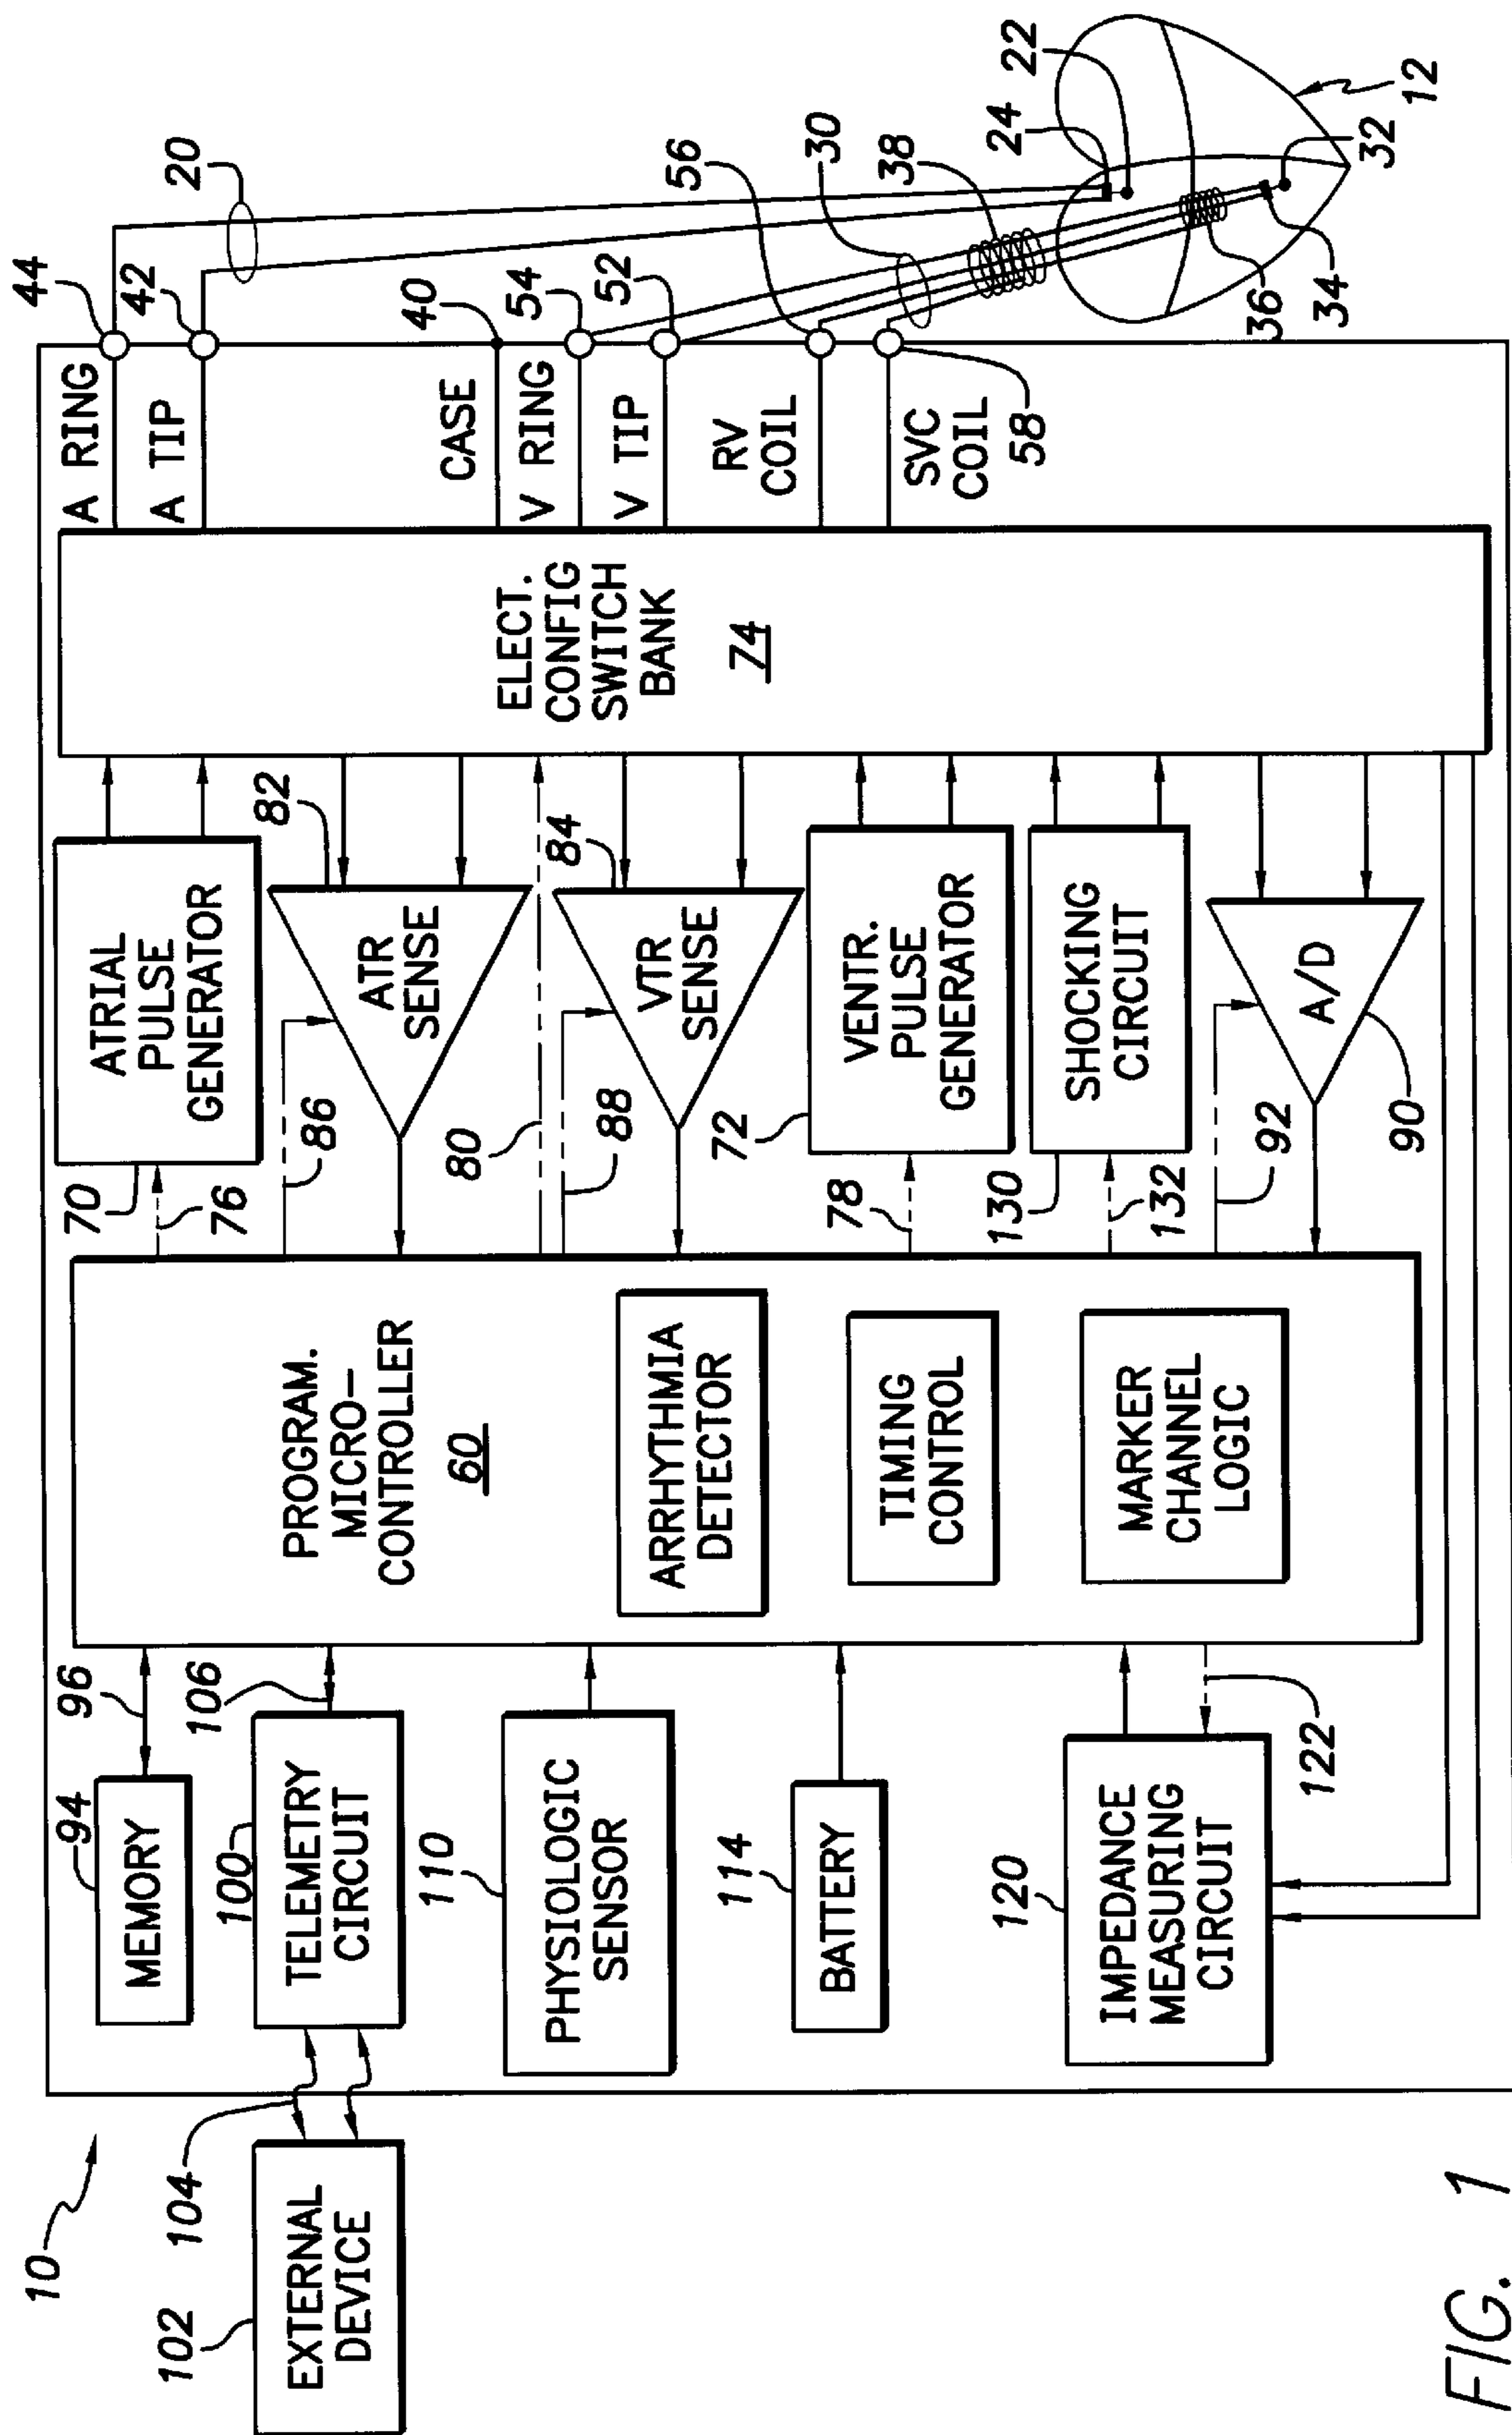 10
102
EXTERNAL
DEVICE
104
94
MEMORY
96
100
TELEMETRY
CIRCUIT
106
110
PHYSIOLOGIC
SENSOR
114
BATTERY
120
IMPEDANCE
MEASURING
CIRCUIT
122
PROGRAM.
MICRO-
CONTROLLER
60
ARRHYTHMIA
DETECTOR
TIMING
CONTROL
MARKER
CHANNEL
LOGIC
70
76
ATRIAL
PULSE
GENERATOR
86
ATR
SENSE
82
80
88
VTR
SENSE
84
72
78
VENTR.
PULSE
GENERATOR
130
132
SHOCKING
CIRCUIT
92
A/D
90
ELECT.
CONFIG
SWITCH
BANK
74
A RING
44
A TIP
42
20
CASE
40
V RING
54
V TIP
52
RV
COIL
56
SVC
COIL
58
30
38
24
22
36
34
32
12
FIG. 1